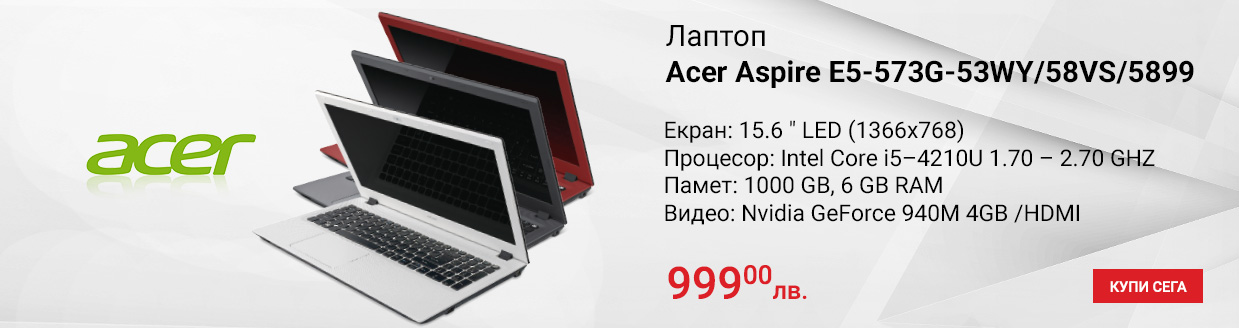 acer
Лаптоп
Acer Aspire E5-573G-53WY/58VS/5899
Екран: 15.6 " LED (1366x768)
Процесор: Intel Core i5–4210U 1.70 – 2.70 GHZ
Памет: 1000 GB, 6 GB RAM
Видео: Nvidia GeForce 940M 4GB /HDMI
99900 лв.
КУПИ СЕГА